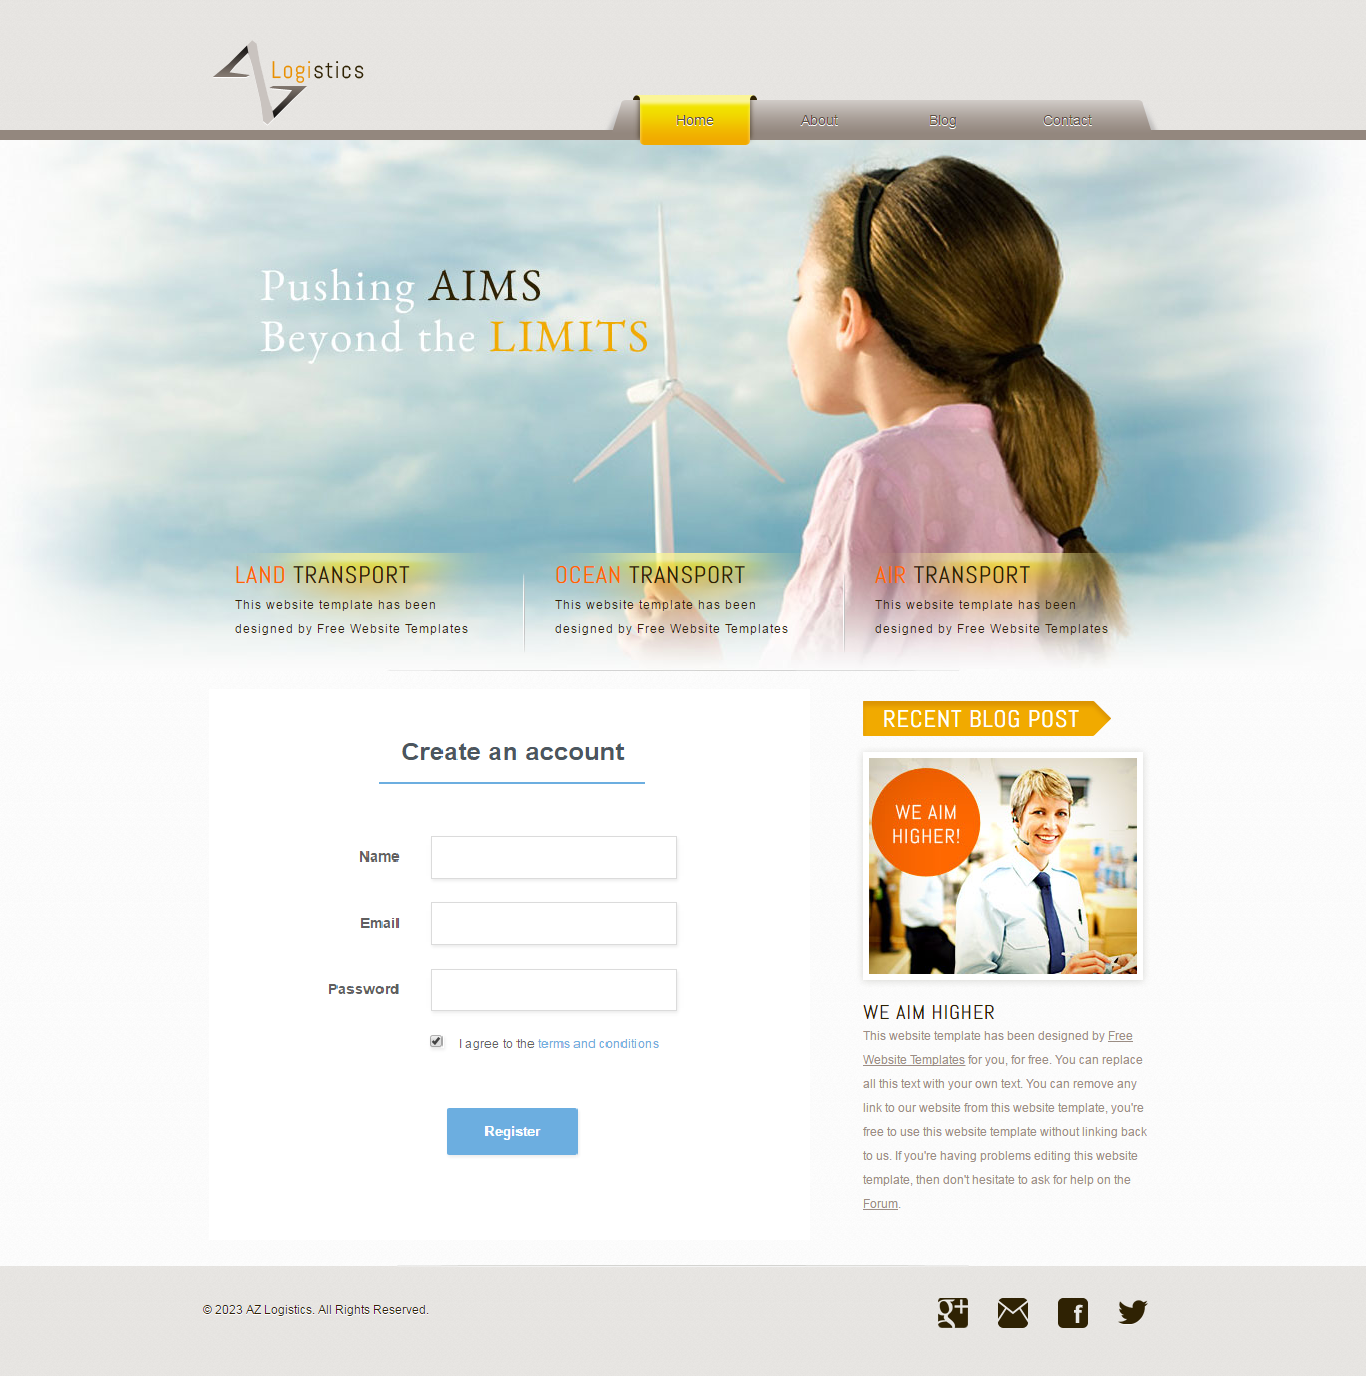 Logistics
Home
About
Blog
Contact
Pushing AIMS
Beyond the LIMITS
LAND TRANSPORT
This website template has been
designed by Free Website Templates
OCEAN TRANSPORT
This website template has been
designed by Free Website Templates
AIR TRANSPORT
This website template has been
designed by Free Website Templates
Create an account
Name
Email
Password
I agree to the terms and conditions
Register
RECENT BLOG POST
WE AIM
HIGHER!
WE AIM HIGHER
This website template has been designed by Free
Website Templates for you, for free. You can replace
all this text with your own text. You can remove any
link to our website from this website template, you're
free to use this website template without linking back
to us. If you're having problems editing this website
template, then don't hesitate to ask for help on the
Forum.
© 2023 AZ Logistics. All Rights Reserved.